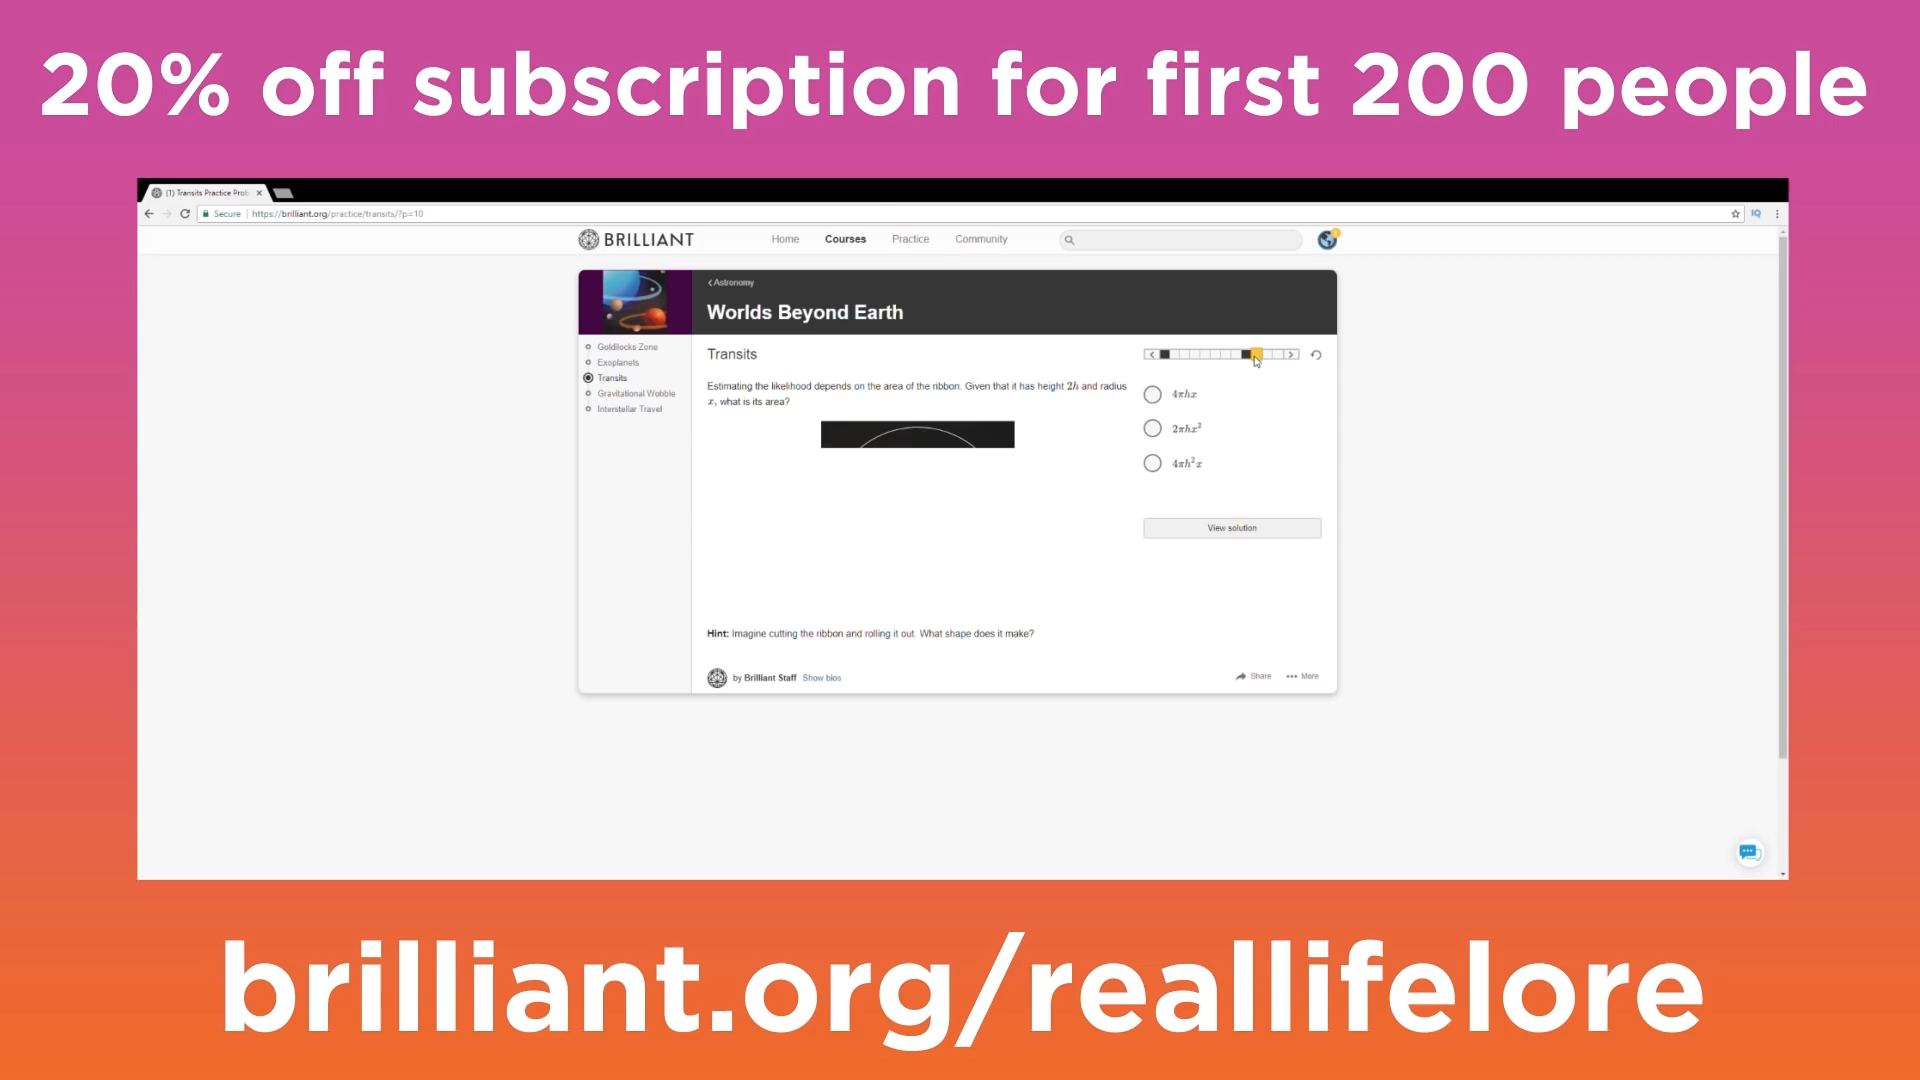 20% off subscription for first 200 people
(1) Transits Practice Prob
Secure https://brilliant.org/practice/transits/?p=10
IQ
BRILLIANT Home Courses Practice Community
Astronomy
Worlds Beyond Earth
Goldilocks Zone
Exoplanets
Transits
Gravitational Wobble
Interstellar Travel
Transits
Estimating the likelihood depends on the area of the ribbon. Given that it has height 2h and radius
x, what is its area?
4πhx
2πhx²
4πh²x
View solution
Hint: Imagine cutting the ribbon and rolling it out. What shape does it make?
by Brilliant Staff Show bios
Share More
brilliant.org/reallifelore